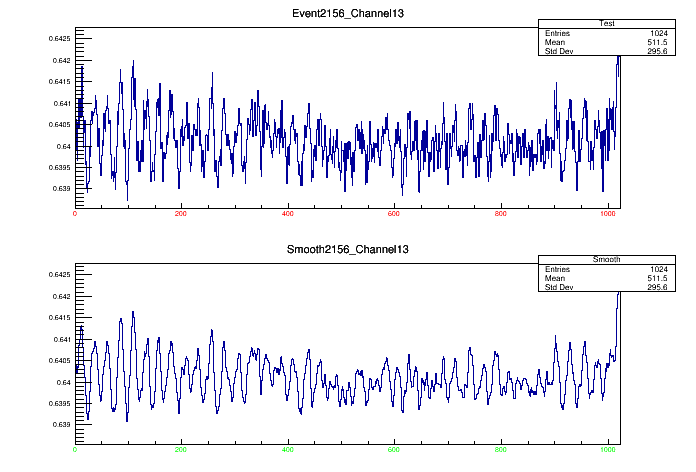 Event2156_Channel13
Test
Entries 1024
Mean 511.5
Std Dev 295.6
0.6425
0.642
0.6415
0.641
0.6405
0.64
0.6395
0.639
0 200 400 600 800 1000
Smooth2156_Channel13
Smooth
Entries 1024
Mean 511.5
Std Dev 295.6
0.6425
0.642
0.6415
0.641
0.6405
0.64
0.6395
0.639
0 200 400 600 800 1000